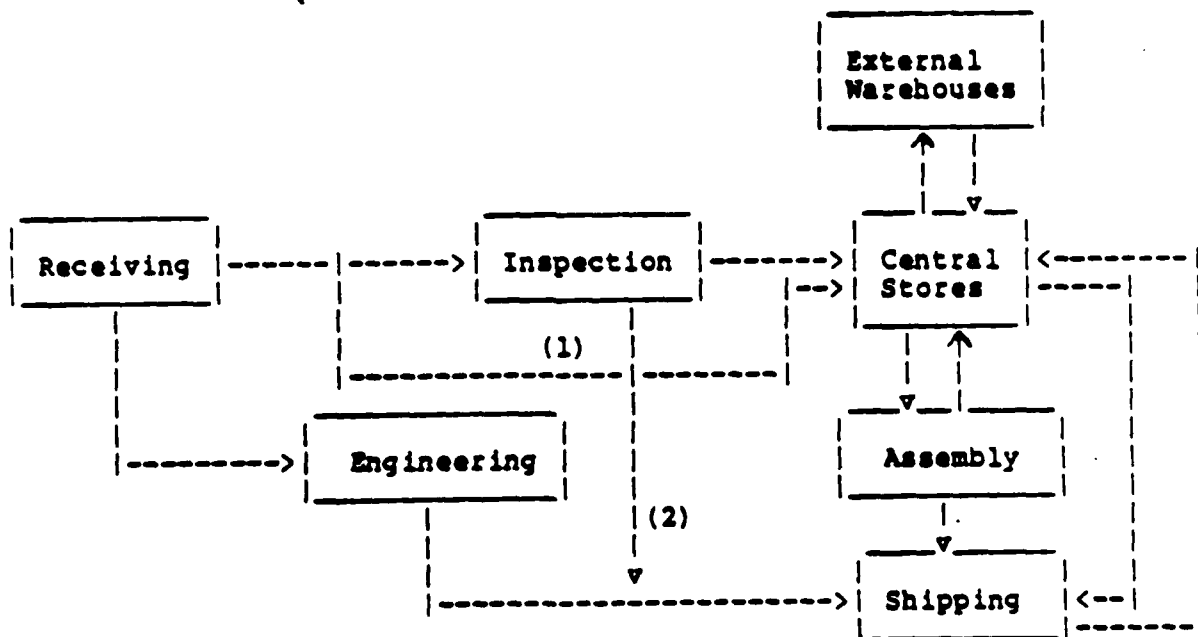 External
Warehouses
Receiving
Inspection
Central
Stores
(1)
Engineering
Assembly
(2)
Shipping